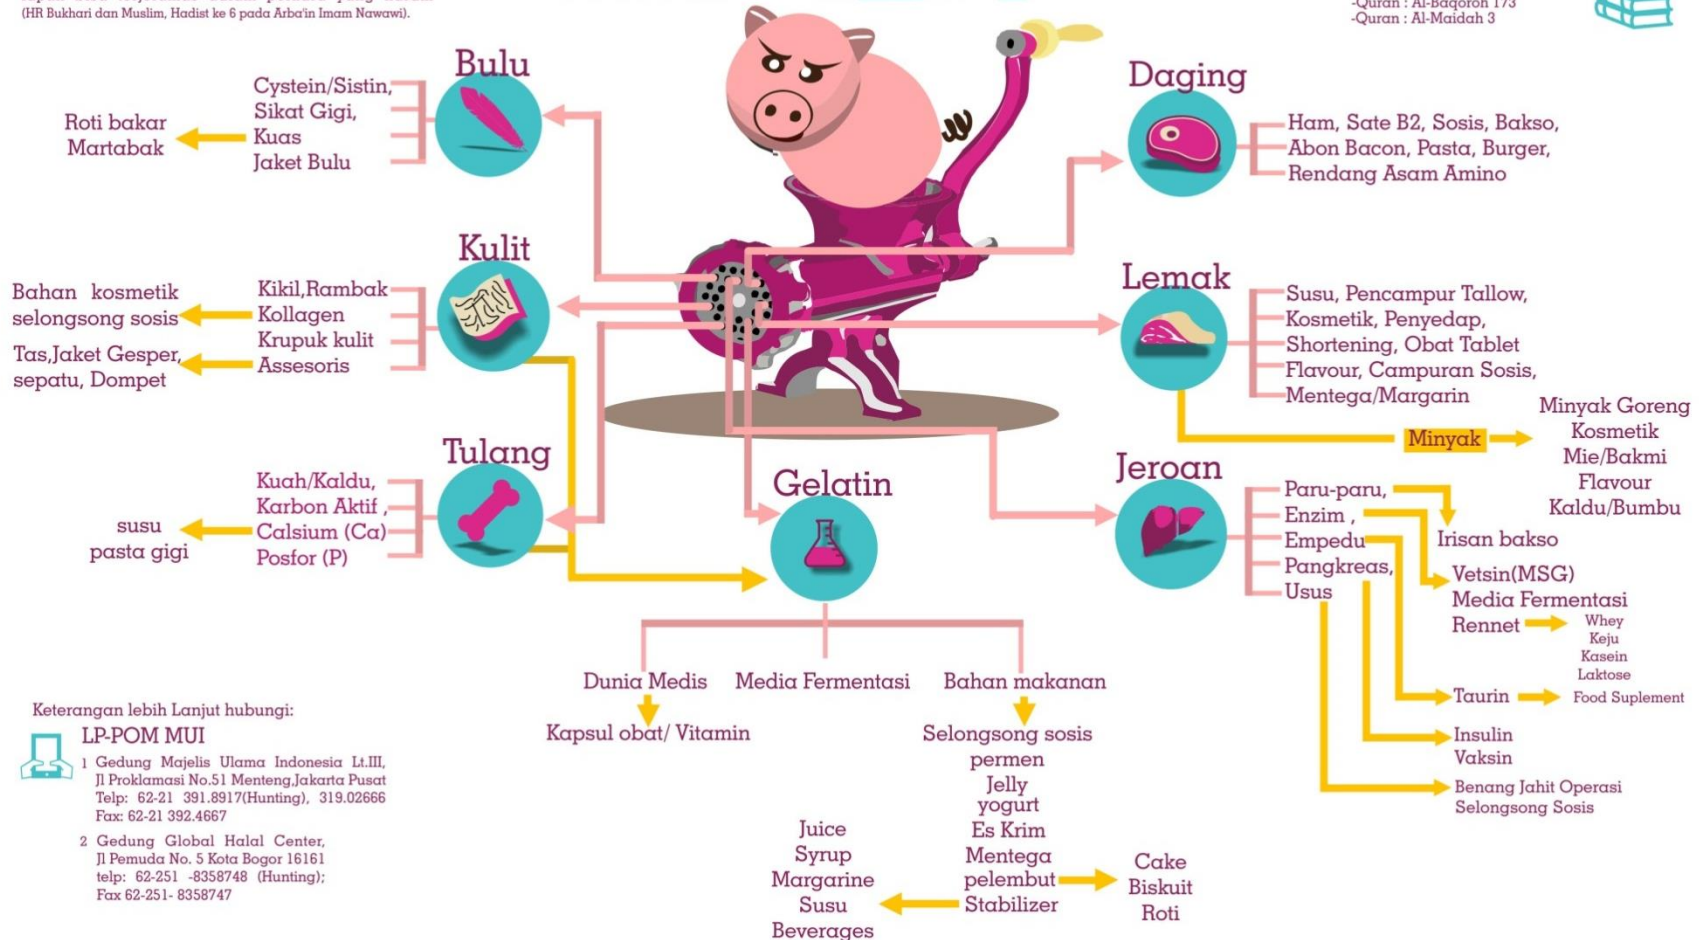 (HR Bukhari dan Muslim, Hadist ke 6 pada Arba'in Imam Nawawi).
-Quran : Al-Baqoroh 173
-Quran : Al-Maidah 3
Bulu
Cystein/Sistin,
Sikat Gigi,
Kuas
Jaket Bulu
Roti bakar
Martabak
Daging
Ham, Sate B2, Sosis, Bakso,
Abon Bacon, Pasta, Burger,
Rendang Asam Amino
Kulit
Kikil,Rambak
Kollagen
Krupuk kulit
Assesoris
Bahan kosmetik
selongsong sosis
Tas,Jaket Gesper,
sepatu, Dompet
Lemak
Susu, Pencampur Tallow,
Kosmetik, Penyedap,
Shortening, Obat Tablet
Flavour, Campuran Sosis,
Mentega/Margarin
Minyak
Minyak Goreng
Kosmetik
Mie/Bakmi
Flavour
Kaldu/Bumbu
Tulang
Kuah/Kaldu,
Karbon Aktif ,
Calsium (Ca)
Posfor (P)
susu
pasta gigi
Gelatin
Dunia Medis
Kapsul obat/ Vitamin
Media Fermentasi
Bahan makanan
Selongsong sosis
permen
Jelly
yogurt
Es Krim
Mentega
pelembut
Stabilizer
Cake
Biskuit
Roti
Juice
Syrup
Margarine
Susu
Beverages
Jeroan
Paru-paru,
Enzim ,
Empedu
Pangkreas,
Usus
Irisan bakso
Vetsin(MSG)
Media Fermentasi
Rennet
Whey
Keju
Kasein
Laktose
Taurin
Food Suplement
Insulin
Vaksin
Benang Jahit Operasi
Selongsong Sosis
Keterangan lebih Lanjut hubungi:
LP-POM MUI
1 Gedung Majelis Ulama Indonesia Lt.III,
Jl Proklamasi No.51 Menteng,Jakarta Pusat
Telp: 62-21 391.8917(Hunting), 319.02666
Fax: 62-21 392.4667
2 Gedung Global Halal Center,
Jl Pemuda No. 5 Kota Bogor 16161
telp: 62-251 -8358748 (Hunting);
Fax 62-251- 8358747